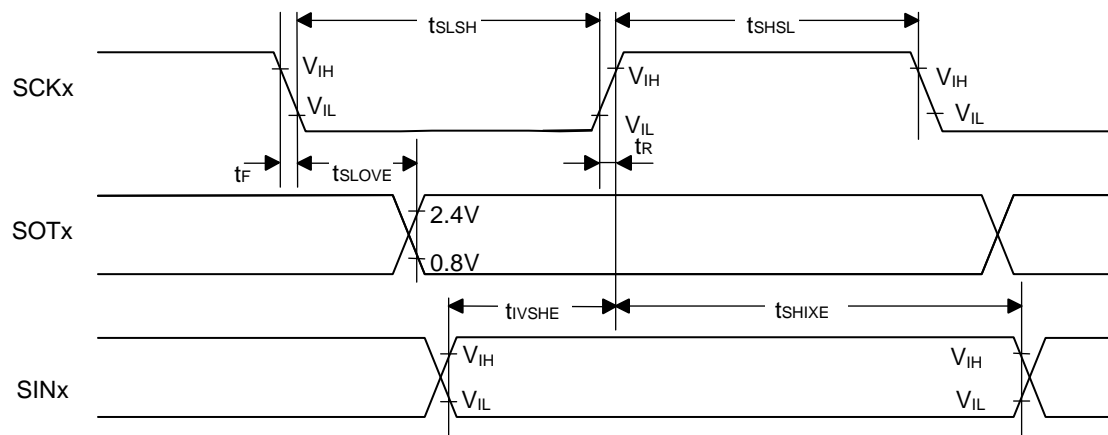 tSLSH tSHSL
SCKx VIH VIH VIH
VIL VIL VIL
tF tSLOVE tR
SOTx 2.4V
0.8V
tIVSHE tSHIXE
VIH VIH
SINx VIL VIL